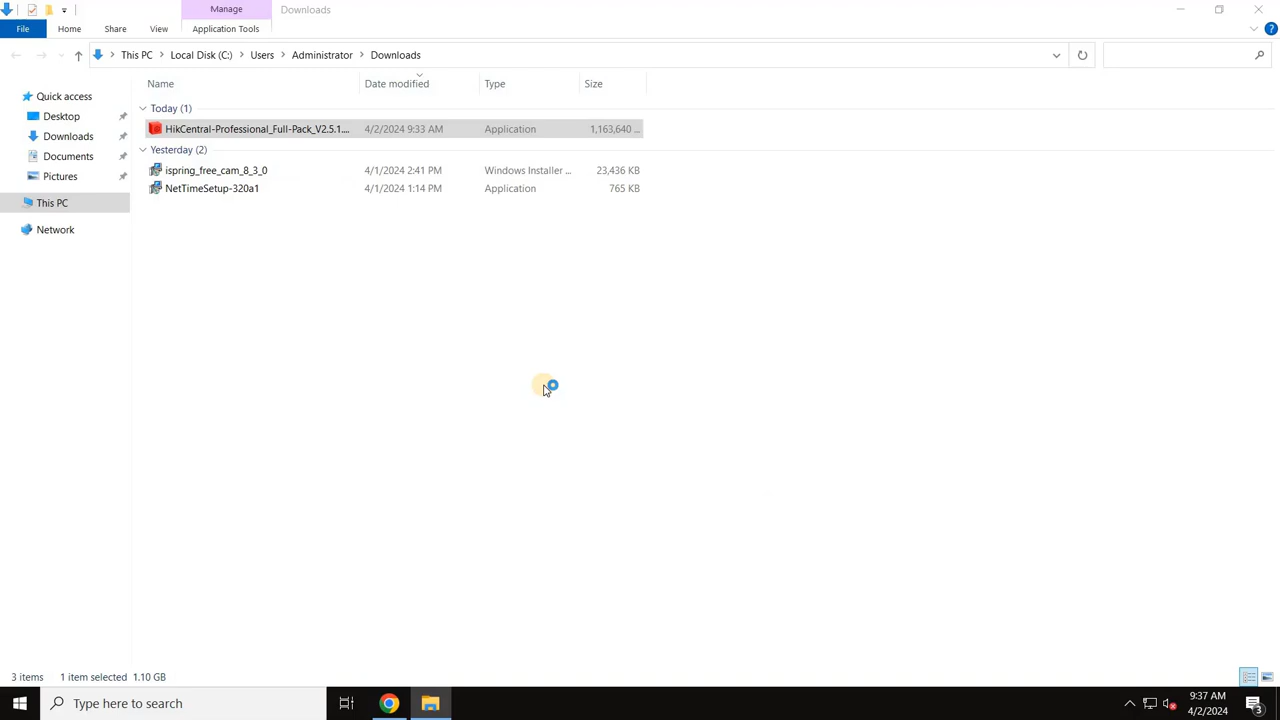 Manage
Downloads
File
Home
Share
View
Application Tools
This PC
Local Disk (C:)
Users
Administrator
Downloads
Name
Date modified
Type
Size
Quick access
Desktop
Downloads
Documents
Pictures
This PC
Network
Today (1)
HikCentral-Professional_Full-Pack_V2.5.1.... 4/2/2024 9:33 AM Application 1,163,640 ...
Yesterday (2)
ispring_free_cam_8_3_0 4/1/2024 2:41 PM Windows Installer ... 23,436 KB
NetTimeSetup-320a1 4/1/2024 1:14 PM Application 765 KB
3 items 1 item selected 1.10 GB
Type here to search
9:37 AM
4/2/2024
3